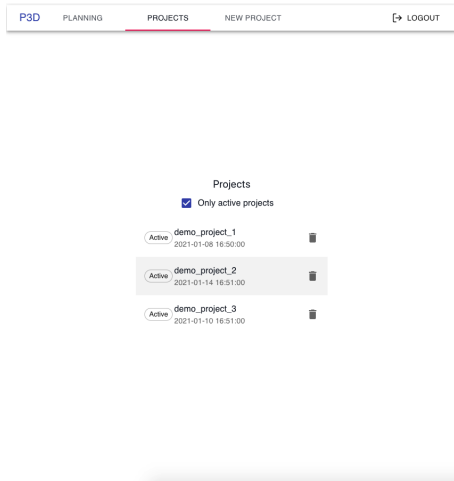 P3D PLANNING PROJECTS NEW PROJECT LOGOUT
Projects
Only active projects
Active demo_project_1
2021-01-08 16:50:00
Active demo_project_2
2021-01-14 16:51:00
Active demo_project_3
2021-01-10 16:51:00